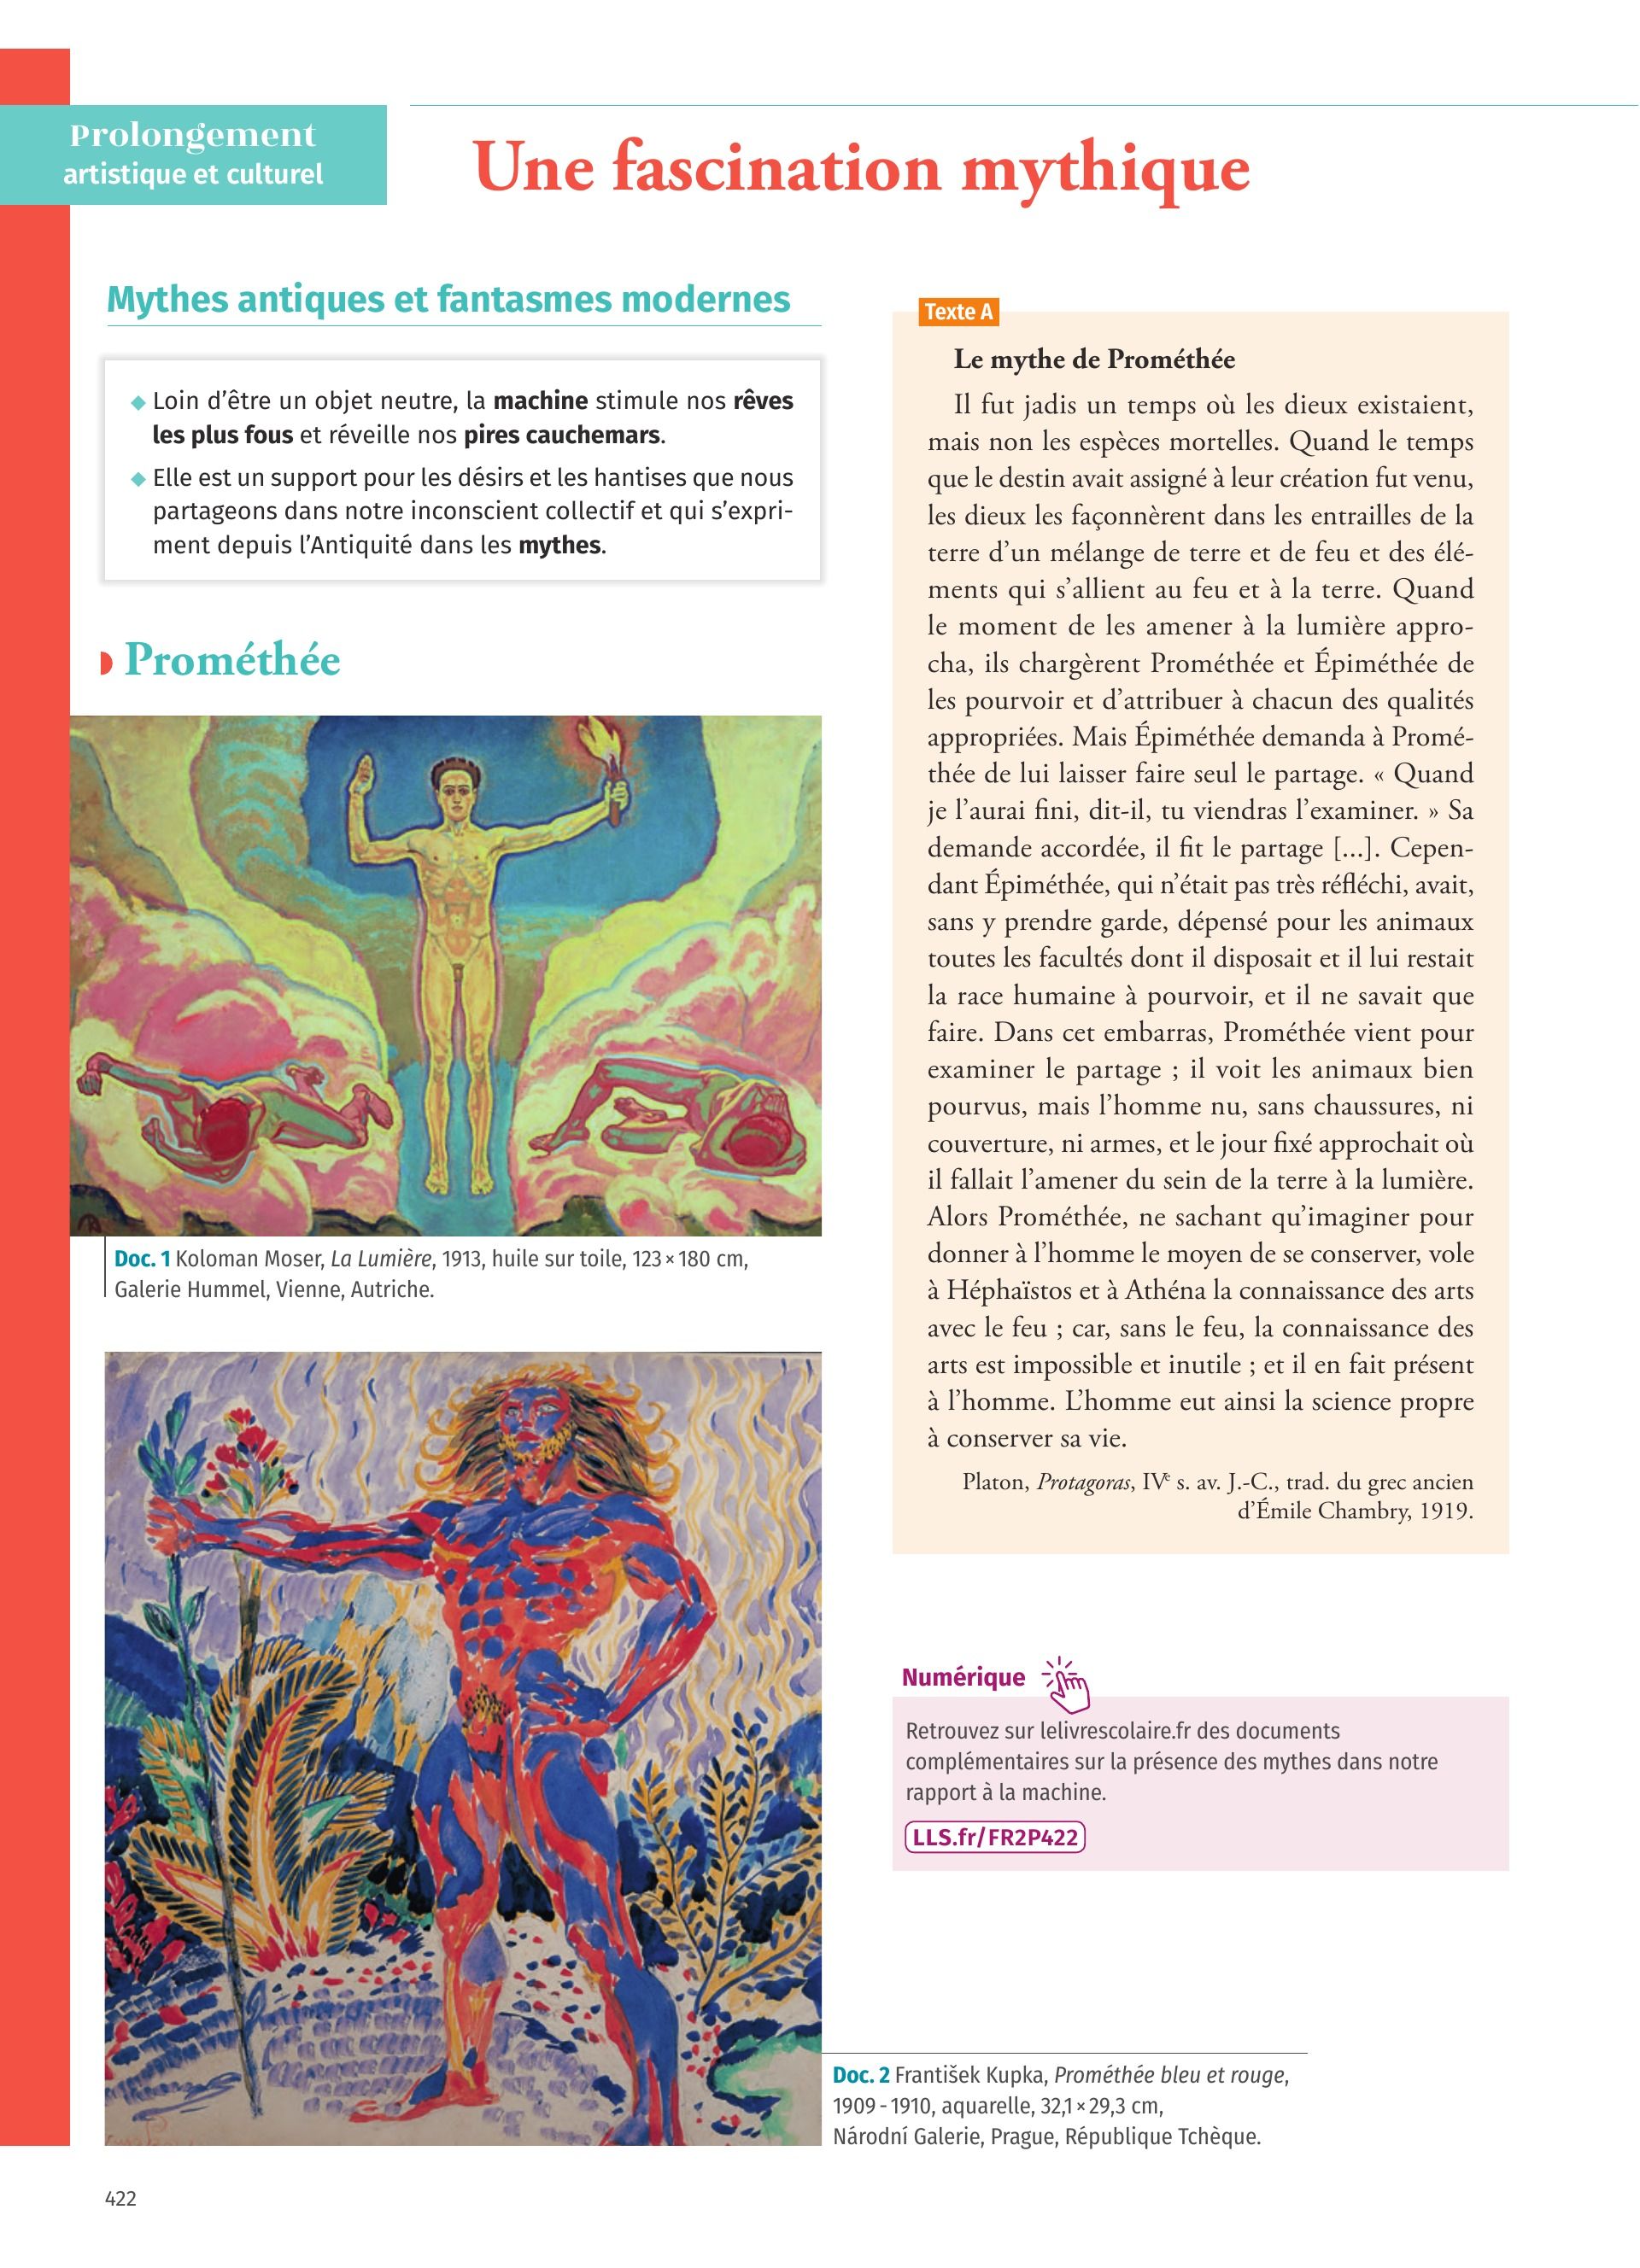 Prolongement
artistique et culturel
Une fascination mythique
Mythes antiques et fantasmes modernes
◆ Loin d’être un objet neutre, la machine stimule nos rêves
les plus fous et réveille nos pires cauchemars.
◆ Elle est un support pour les désirs et les hantises que nous
partageons dans notre inconscient collectif et qui s’expri-
ment depuis l’Antiquité dans les mythes.
Prométhée
Doc. 1 Koloman Moser, La Lumière, 1913, huile sur toile, 123 × 180 cm,
Galerie Hummel, Vienne, Autriche.
Texte A
Le mythe de Prométhée
Il fut jadis un temps où les dieux existaient,
mais non les espèces mortelles. Quand le temps
que le destin avait assigné à leur création fut venu,
les dieux les façonnèrent dans les entrailles de la
terre d’un mélange de terre et de feu et des élé-
ments qui s’allient au feu et à la terre. Quand
le moment de les amener à la lumière appro-
cha, ils chargèrent Prométhée et Épiméthée de
les pourvoir et d’attribuer à chacun des qualités
appropriées. Mais Épiméthée demanda à Promé-
thée de lui laisser faire seul le partage. « Quand
je l’aurai fini, dit-il, tu viendras l’examiner. » Sa
demande accordée, il fit le partage [...]. Cepen-
dant Épiméthée, qui n’était pas très réfléchi, avait,
sans y prendre garde, dépensé pour les animaux
toutes les facultés dont il disposait et il lui restait
la race humaine à pourvoir, et il ne savait que
faire. Dans cet embarras, Prométhée vient pour
examiner le partage ; il voit les animaux bien
pourvus, mais l’homme nu, sans chaussures, ni
couverture, ni armes, et le jour fixé approchait où
il fallait l’amener du sein de la terre à la lumière.
Alors Prométhée, ne sachant qu’imaginer pour
donner à l’homme le moyen de se conserver, vole
à Héphaïstos et à Athéna la connaissance des arts
avec le feu ; car, sans le feu, la connaissance des
arts est impossible et inutile ; et il en fait présent
à l’homme. L’homme eut ainsi la science propre
à conserver sa vie.
Platon, Protagoras, IVe s. av. J.-C., trad. du grec ancien
d’Émile Chambry, 1919.
Numérique
Retrouvez sur lelivrescolaire.fr des documents
complémentaires sur la présence des mythes dans notre
rapport à la machine.
LLS.fr/FR2P422
Doc. 2 František Kupka, Prométhée bleu et rouge,
1909 - 1910, aquarelle, 32,1 × 29,3 cm,
Národní Galerie, Prague, République Tchèque.
422